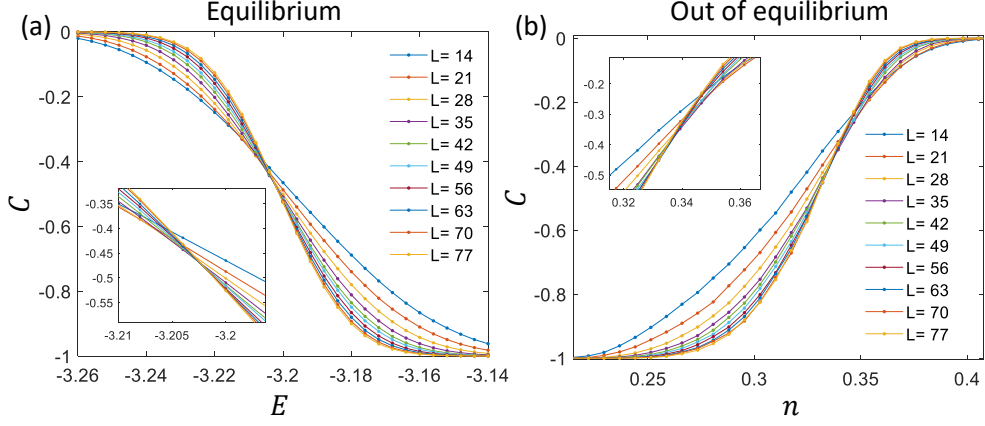 Equilibrium
(a)
0
-0.2
-0.4
-0.6
-0.8
-1
C
-3.26 -3.24 -3.22 -3.2 -3.18 -3.16 -3.14
E
L= 14
L= 21
L= 28
L= 35
L= 42
L= 49
L= 56
L= 63
L= 70
L= 77
-0.35
-0.4
-0.45
-0.5
-0.55
-3.21 -3.205 -3.2
Out of equilibrium
(b)
0
-0.2
-0.4
-0.6
-0.8
-1
C
0.25 0.3 0.35 0.4
n
-0.2
-0.3
-0.4
-0.5
0.32 0.34 0.36
L= 14
L= 21
L= 28
L= 35
L= 42
L= 49
L= 56
L= 63
L= 70
L= 77